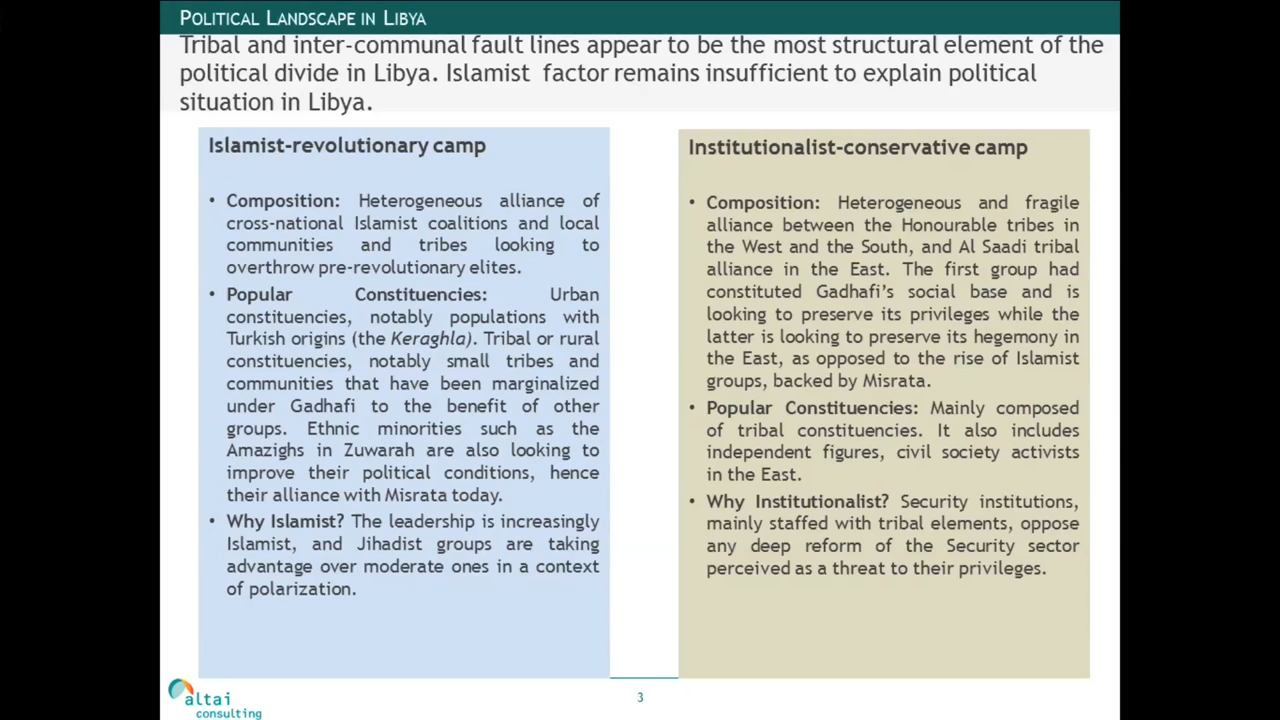 POLITICAL LANDSCAPE IN LIBYA
Tribal and inter-communal fault lines appear to be the most structural element of the
political divide in Libya. Islamist factor remains insufficient to explain political
situation in Libya.
Islamist-revolutionary camp
• Composition: Heterogeneous alliance of
cross-national Islamist coalitions and local
communities and tribes looking to
overthrow pre-revolutionary elites.
• Popular Constituencies: Urban
constituencies, notably populations with
Turkish origins (the Keraghla). Tribal or rural
constituencies, notably small tribes and
communities that have been marginalized
under Gadhafi to the benefit of other
groups. Ethnic minorities such as the
Amazighs in Zuwarah are also looking to
improve their political conditions, hence
their alliance with Misrata today.
• Why Islamist? The leadership is increasingly
Islamist, and Jihadist groups are taking
advantage over moderate ones in a context
of polarization.
Institutionalist-conservative camp
• Composition: Heterogeneous and fragile
alliance between the Honourable tribes in
the West and the South, and Al Saadi tribal
alliance in the East. The first group had
constituted Gadhafi's social base and is
looking to preserve its privileges while the
latter is looking to preserve its hegemony in
the East, as opposed to the rise of Islamist
groups, backed by Misrata.
• Popular Constituencies: Mainly composed
of tribal constituencies. It also includes
independent figures, civil society activists
in the East.
• Why Institutionalist? Security institutions,
mainly staffed with tribal elements, oppose
any deep reform of the Security sector
perceived as a threat to their privileges.
altai
consulting
3